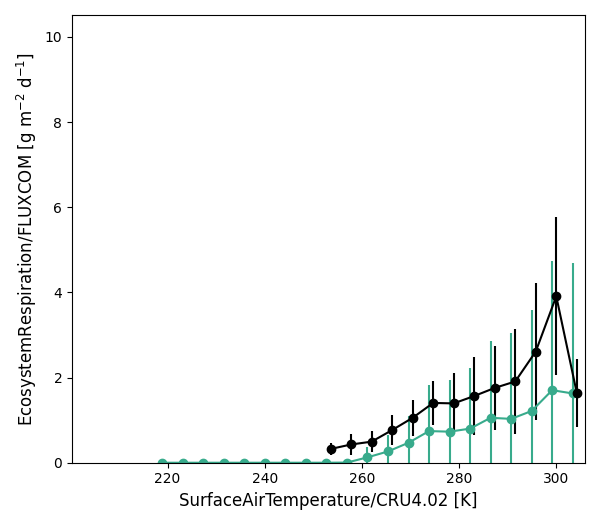 EcosystemRespiration/FLUXCOM [g m⁻² d⁻¹]
10
8
6
4
2
0
220 240 260 280 300
SurfaceAirTemperature/CRU4.02 [K]